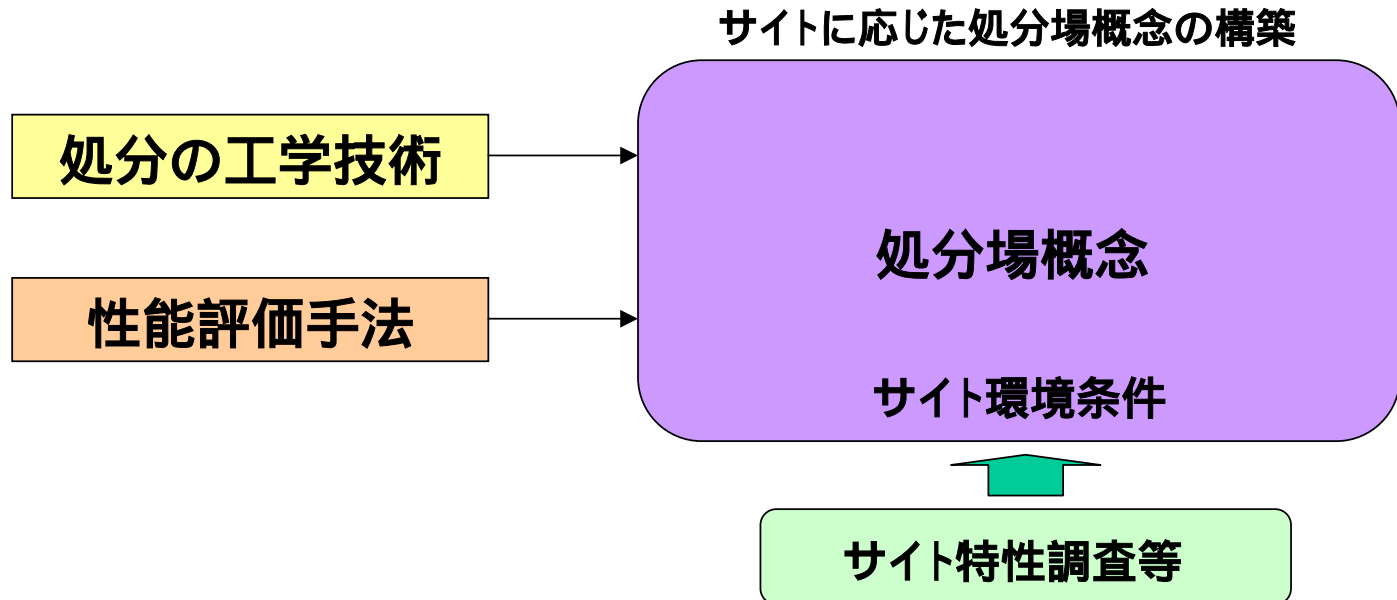 サイトに応じた処分場概念の構築
処分の工学技術
処分場概念
性能評価手法
サイト環境条件
サイト特性調査等